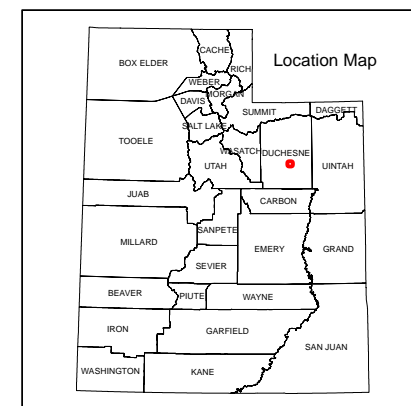 Location Map
CACHE
BOX ELDER
RICH
WEBER
MORGAN
DAVIS
SUMMIT
DAGGETT
SALT LAKE
TOOELE
WASATCH
DUCHESNE
UTAH
UINTAH
JUAB
CARBON
SANPETE
MILLARD
EMERY
GRAND
SEVIER
BEAVER
PIUTE
WAYNE
IRON
GARFIELD
SAN JUAN
WASHINGTON
KANE